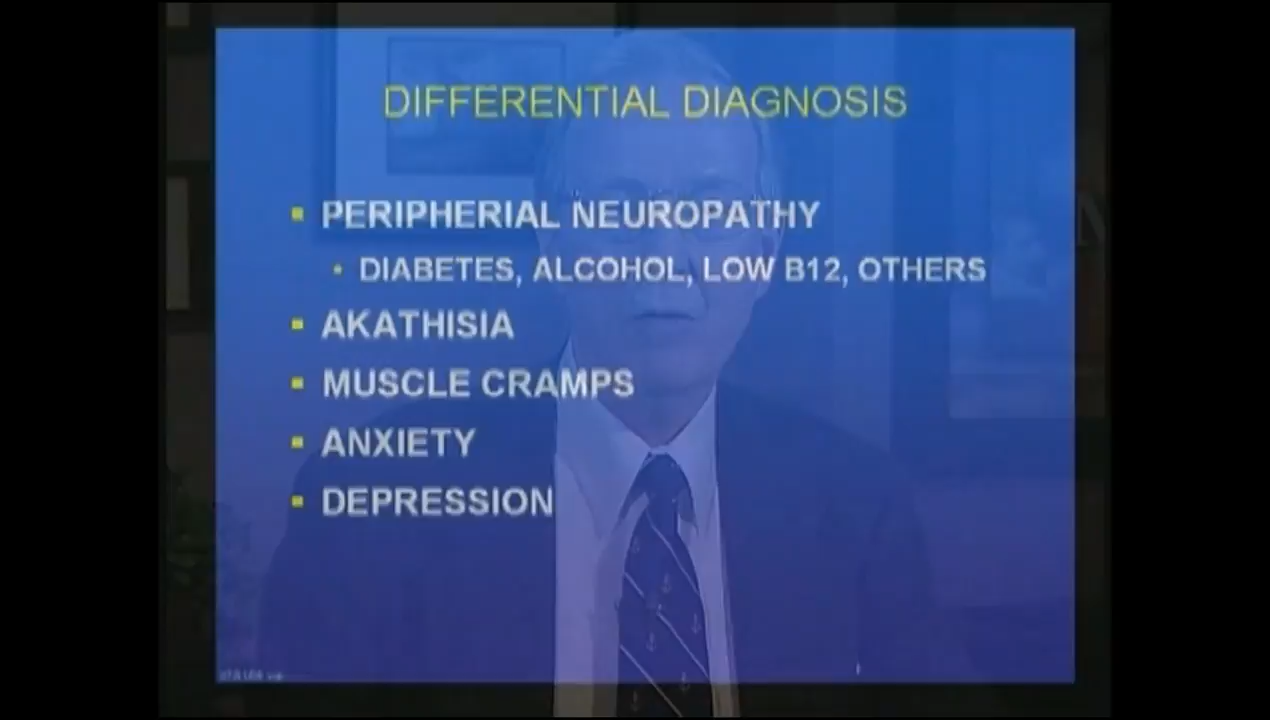 DIFFERENTIAL DIAGNOSIS
PERIPHERIAL NEUROPATHY
DIABETES, ALCOHOL, LOW B12, OTHERS
AKATHISIA
MUSCLE CRAMPS
ANXIETY
DEPRESSION